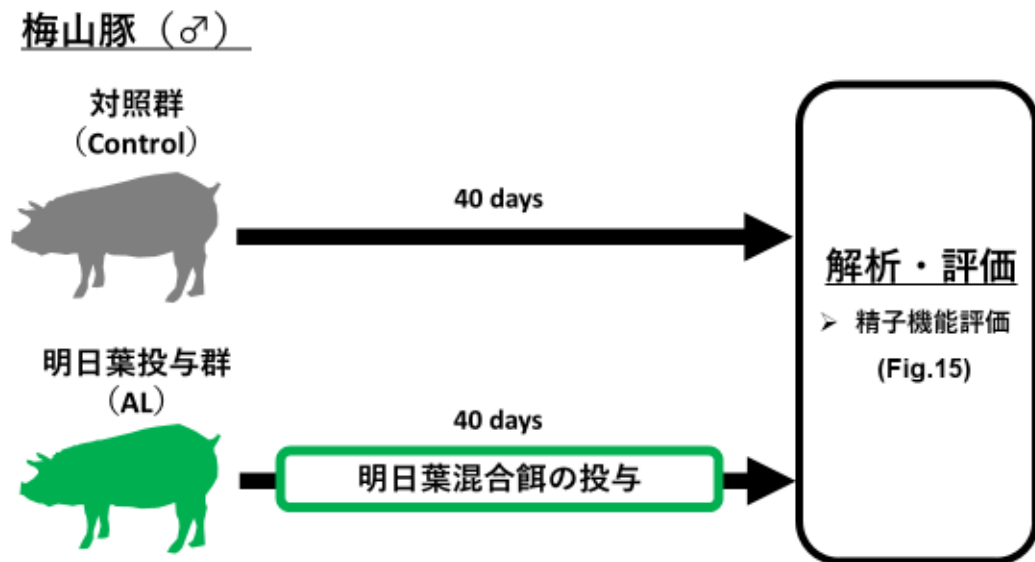 梅山豚（♂）
対照群
（Control）
40 days
明日葉投与群
（AL）
40 days
明日葉混合餌の投与
解析・評価
➢ 精子機能評価
(Fig.15)